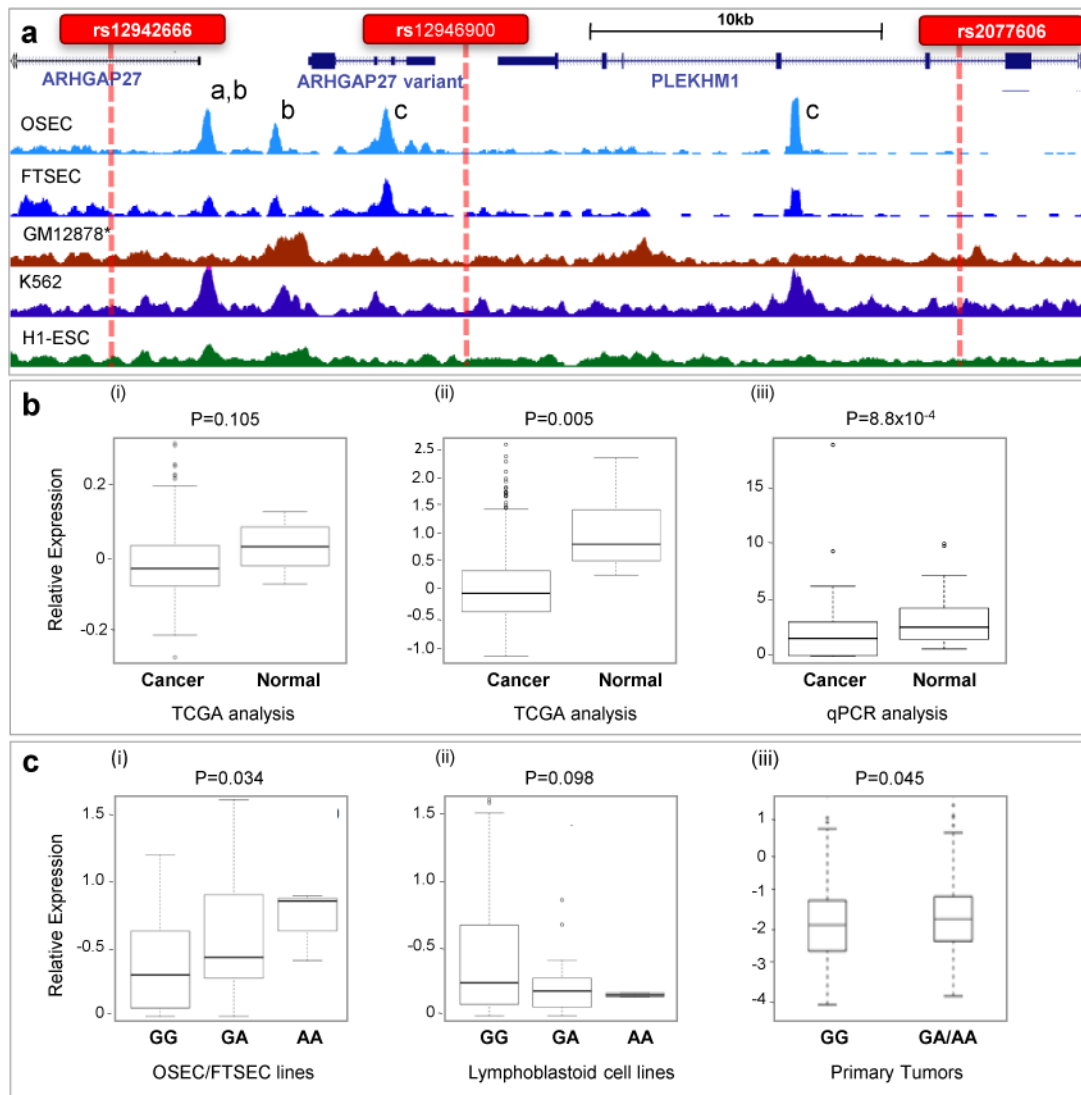 a
rs12942666
rs12946900
10kb
rs2077606
ARHGAP27
ARHGAP27 variant
PLEKHM1
a,b
b
c
c
OSEC
FTSEC
GM12878*
K562
H1-ESC
b
(i)
(ii)
(iii)
P=0.105
P=0.005
P=8.8x10-4
Relative Expression
0.2
0
-0.2
2.5
2.0
1.5
1.0
0.5
0
-0.5
-1.0
15
10
5
0
Cancer
Normal
Cancer
Normal
Cancer
Normal
TCGA analysis
TCGA analysis
qPCR analysis
c
(i)
(ii)
(iii)
P=0.034
P=0.098
P=0.045
Relative Expression
1.5
1.0
-0.5
0
1.5
1.0
-0.5
0
1
0
-1
-2
-3
-4
GG
GA
AA
GG
GA
AA
GG
GA/AA
OSEC/FTSEC lines
Lymphoblastoid cell lines
Primary Tumors